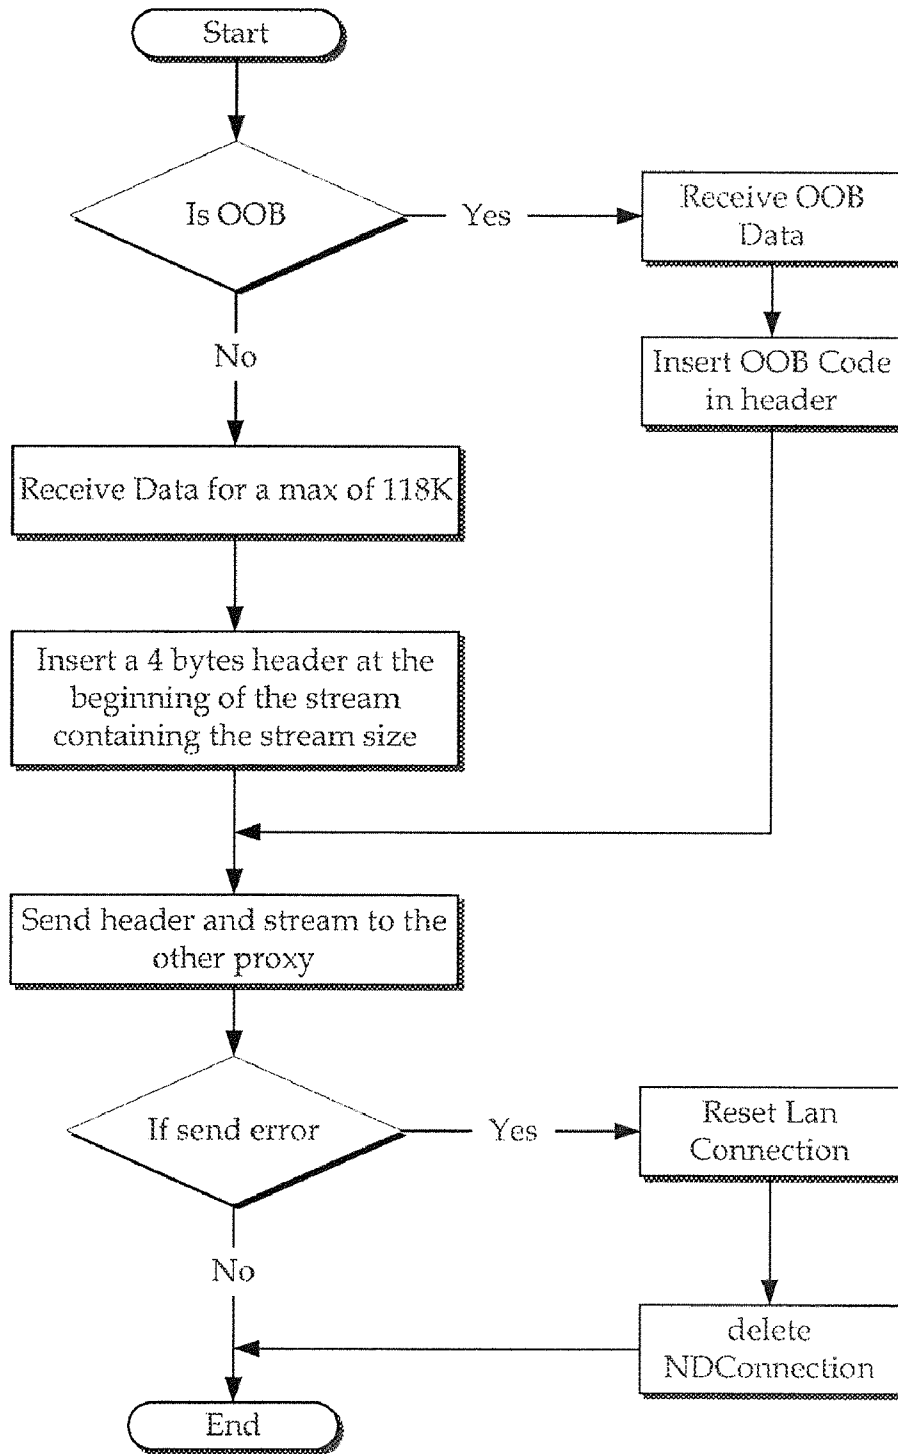 Start
Is OOB
Yes
Receive OOB
Data
No
Insert OOB Code
in header
Receive Data for a max of 118K
Insert a 4 bytes header at the
beginning of the stream
containing the stream size
Send header and stream to the
other proxy
If send error
Yes
Reset Lan
Connection
No
delete
NDConnection
End